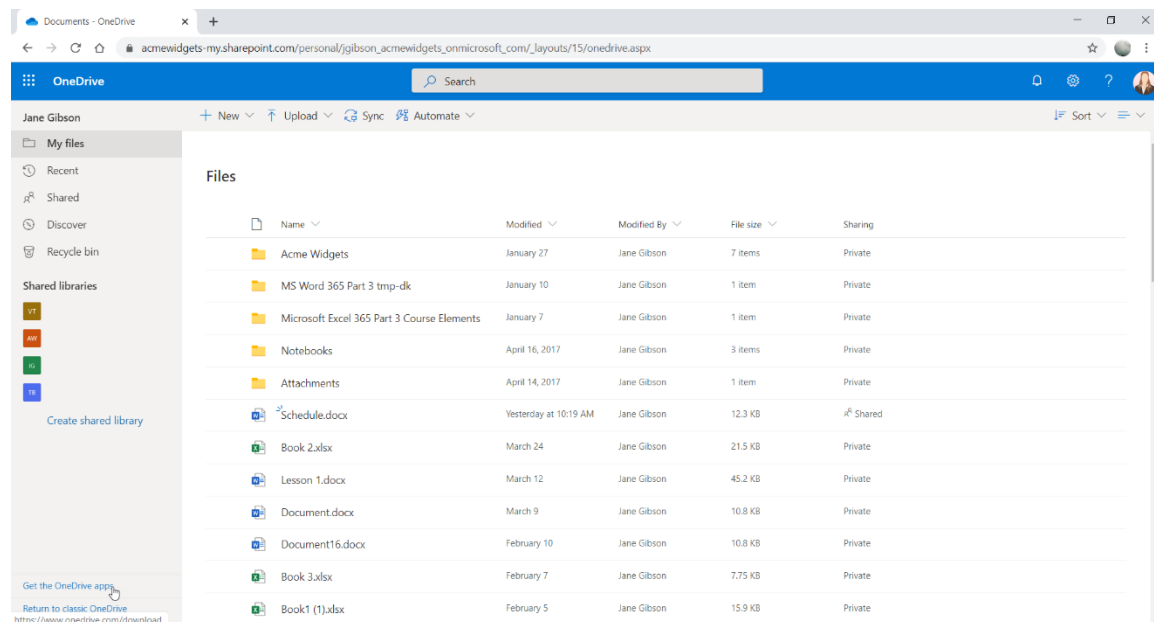 Documents - OneDrive
acmewidgets-my.sharepoint.com/personal/jgibson_acmewidgets_onmicrosoft_com/_layouts/15/onedrive.aspx
OneDrive Search ?
Jane Gibson New Upload Sync Automate Sort
My files
Recent
Shared
Discover
Recycle bin
Shared libraries
VT
AW
IG
TB
Create shared library
Get the OneDrive apps
Return to classic OneDrive
https://www.onedrive.com/download
Files
Name Modified Modified By File size Sharing
Acme Widgets January 27 Jane Gibson 7 items Private
MS Word 365 Part 3 tmp-dk January 10 Jane Gibson 1 item Private
Microsoft Excel 365 Part 3 Course Elements January 7 Jane Gibson 1 item Private
Notebooks April 16, 2017 Jane Gibson 3 items Private
Attachments April 14, 2017 Jane Gibson 1 item Private
Schedule.docx Yesterday at 10:19 AM Jane Gibson 12.3 KB Shared
Book 2.xlsx March 24 Jane Gibson 21.5 KB Private
Lesson 1.docx March 12 Jane Gibson 45.2 KB Private
Document.docx March 9 Jane Gibson 10.8 KB Private
Document16.docx February 10 Jane Gibson 10.8 KB Private
Book 3.xlsx February 7 Jane Gibson 7.75 KB Private
Book1 (1).xlsx February 5 Jane Gibson 15.9 KB Private